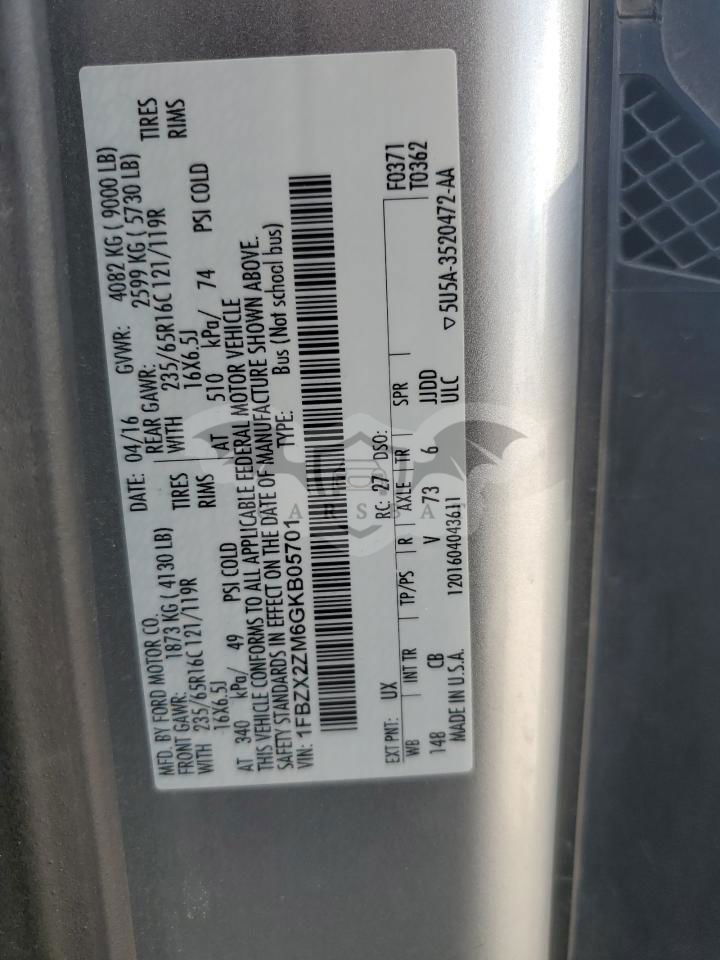 MFD. BY FORD MOTOR CO. DATE: 04/16 GVWR: 4082 KG ( 9000 LB)
FRONT GAWR: 1873 KG ( 4130 LB) REAR GAWR: 2599 KG ( 5730 LB)
WITH 235/65R16C 121/119R TIRES WITH 235/65R16C 121/119R TIRES
16X6.5J RIMS 16X6.5J RIMS
AT 340 kPa/ 49 PSI COLD AT 510 kPa/ 74 PSI COLD
THIS VEHICLE CONFORMS TO ALL APPLICABLE FEDERAL MOTOR VEHICLE
SAFETY STANDARDS IN EFFECT ON THE DATE OF MANUFACTURE SHOWN ABOVE.
VIN: 1FBZX2ZM6GKB05701 TYPE: Bus (Not school bus)
EXT PNT: UX RC: 27 DSO: F0371
WB INT TR TP/PS R AXLE TR SPR T0362
148 CB V 73 6 JJDD
MADE IN U.S.A. 1201604043611 ULC ▽5U5A-3520472-AA
ARSBAT